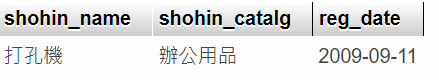 shohin_name shohin_catalg reg_date
打孔機 辦公用品 2009-09-11